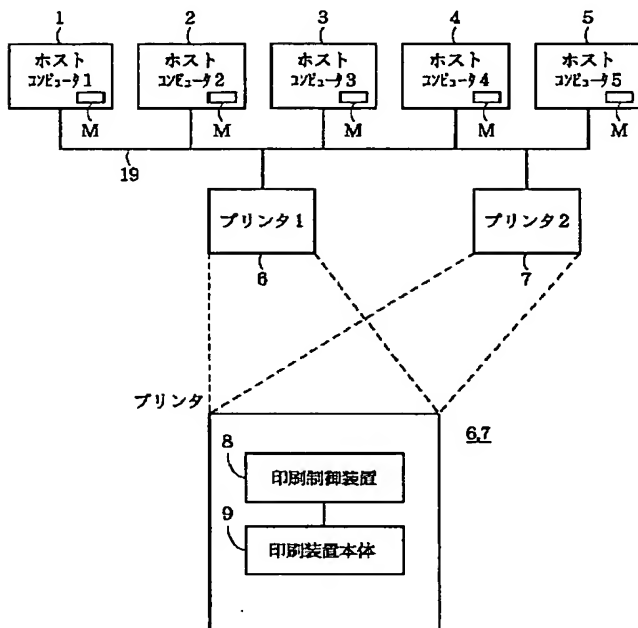 1
2
3
4
5
ホスト
コンピュータ1
ホスト
コンピュータ2
ホスト
コンピュータ3
ホスト
コンピュータ4
ホスト
コンピュータ5
M
M
M
M
M
19
プリンタ1
プリンタ2
6
7
プリンタ
6,7
8
印刷制御装置
9
印刷装置本体